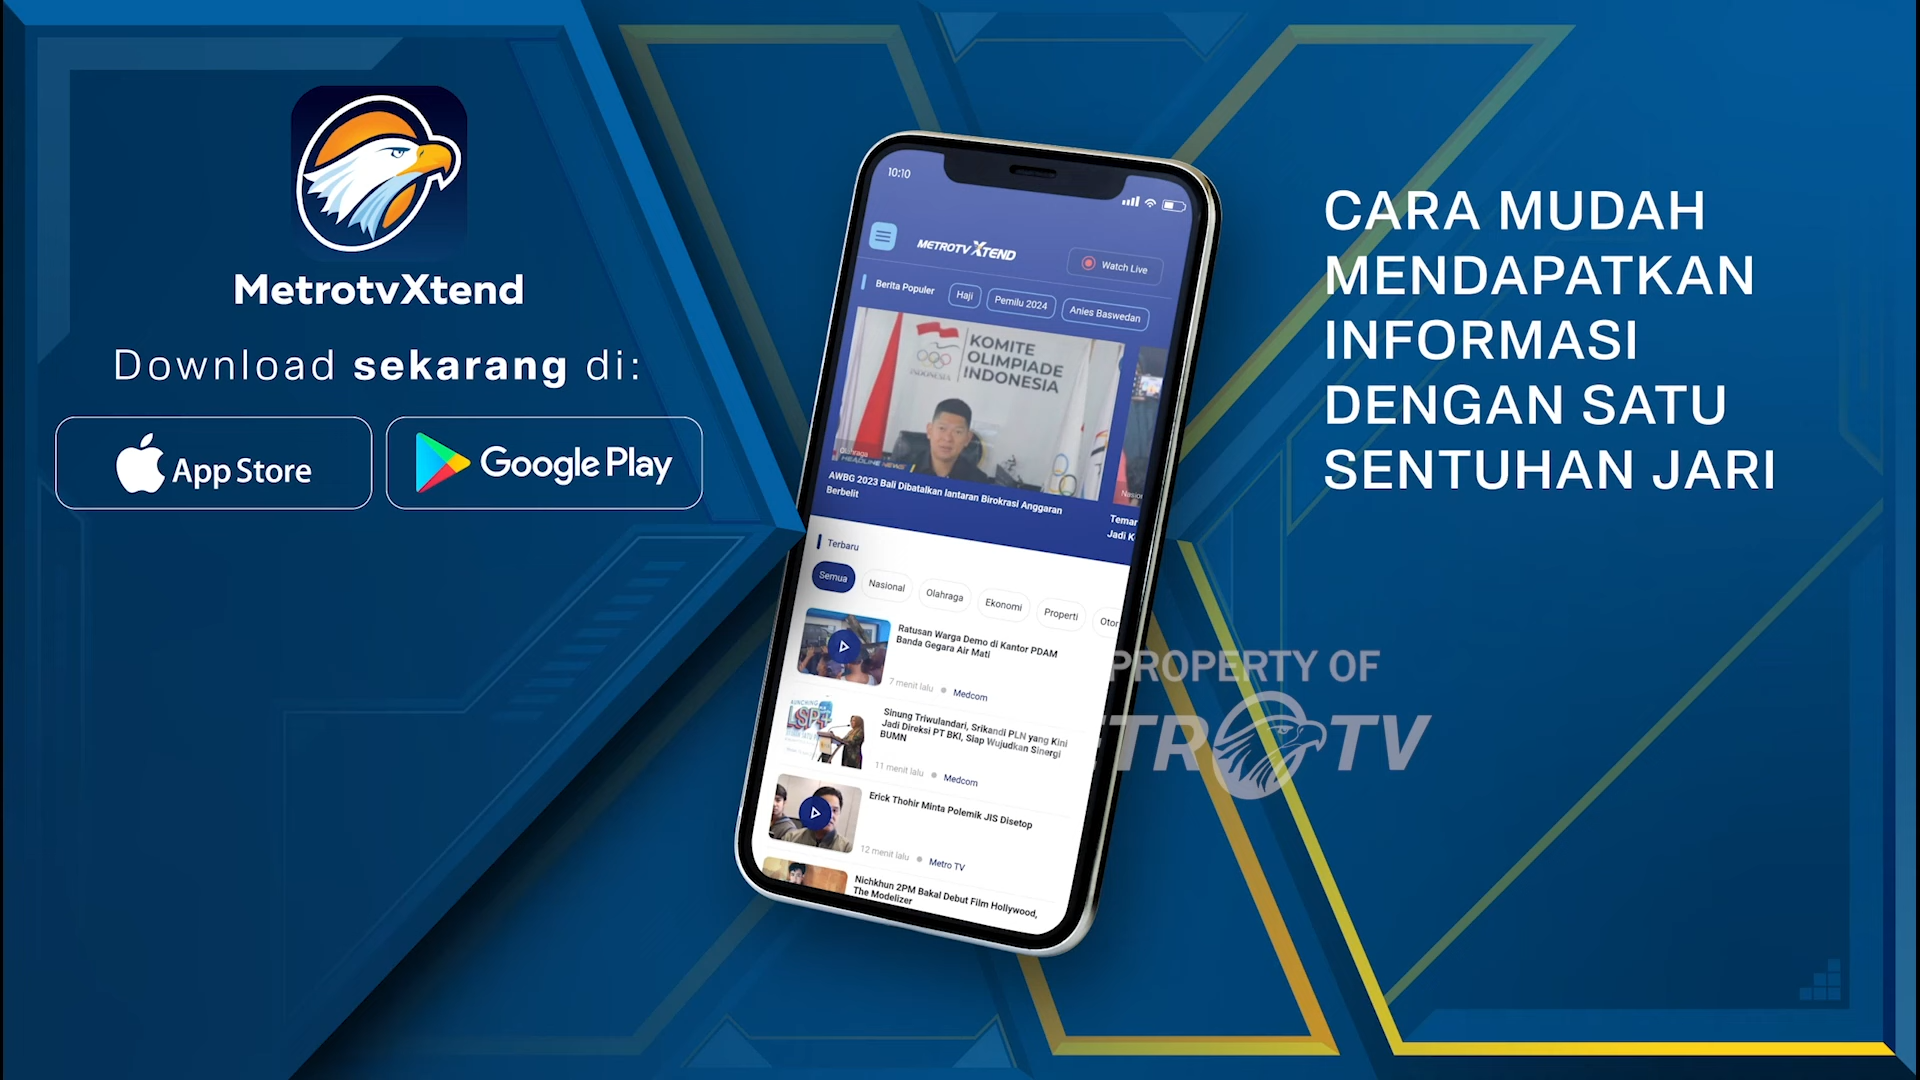 MetrotvXtend
Download sekarang di:
App Store
Google Play
10:10
METROTV XTEND
Watch Live
Berita Populer
Haji
Pemilu 2024
Anies Baswedan
KOMITE
OLIMPIADE
INDONESIA
INDONESIA
Olahraga
HEADLINE NEWS
AWBG 2023 Bali Dibatalkan lantaran Birokrasi Anggaran
Berbelit
Terbaru
Semua
Nasional
Olahraga
Ekonomi
Properti
Ratusan Warga Demo di Kantor PDAM
Banda Gegara Air Mati
7 menit lalu
Medcom
Sinung Triwulandari, Srikandi PLN yang Kini
Jadi Direksi PT BKI, Siap Wujudkan Sinergi
BUMN
11 menit lalu
Medcom
Erick Thohir Minta Polemik JIS Disetop
12 menit lalu
Metro TV
Nichkhun 2PM Bakal Debut Film Hollywood,
The Modelizer
CARA MUDAH
MENDAPATKAN
INFORMASI
DENGAN SATU
SENTUHAN JARI
PROPERTY OF
TV